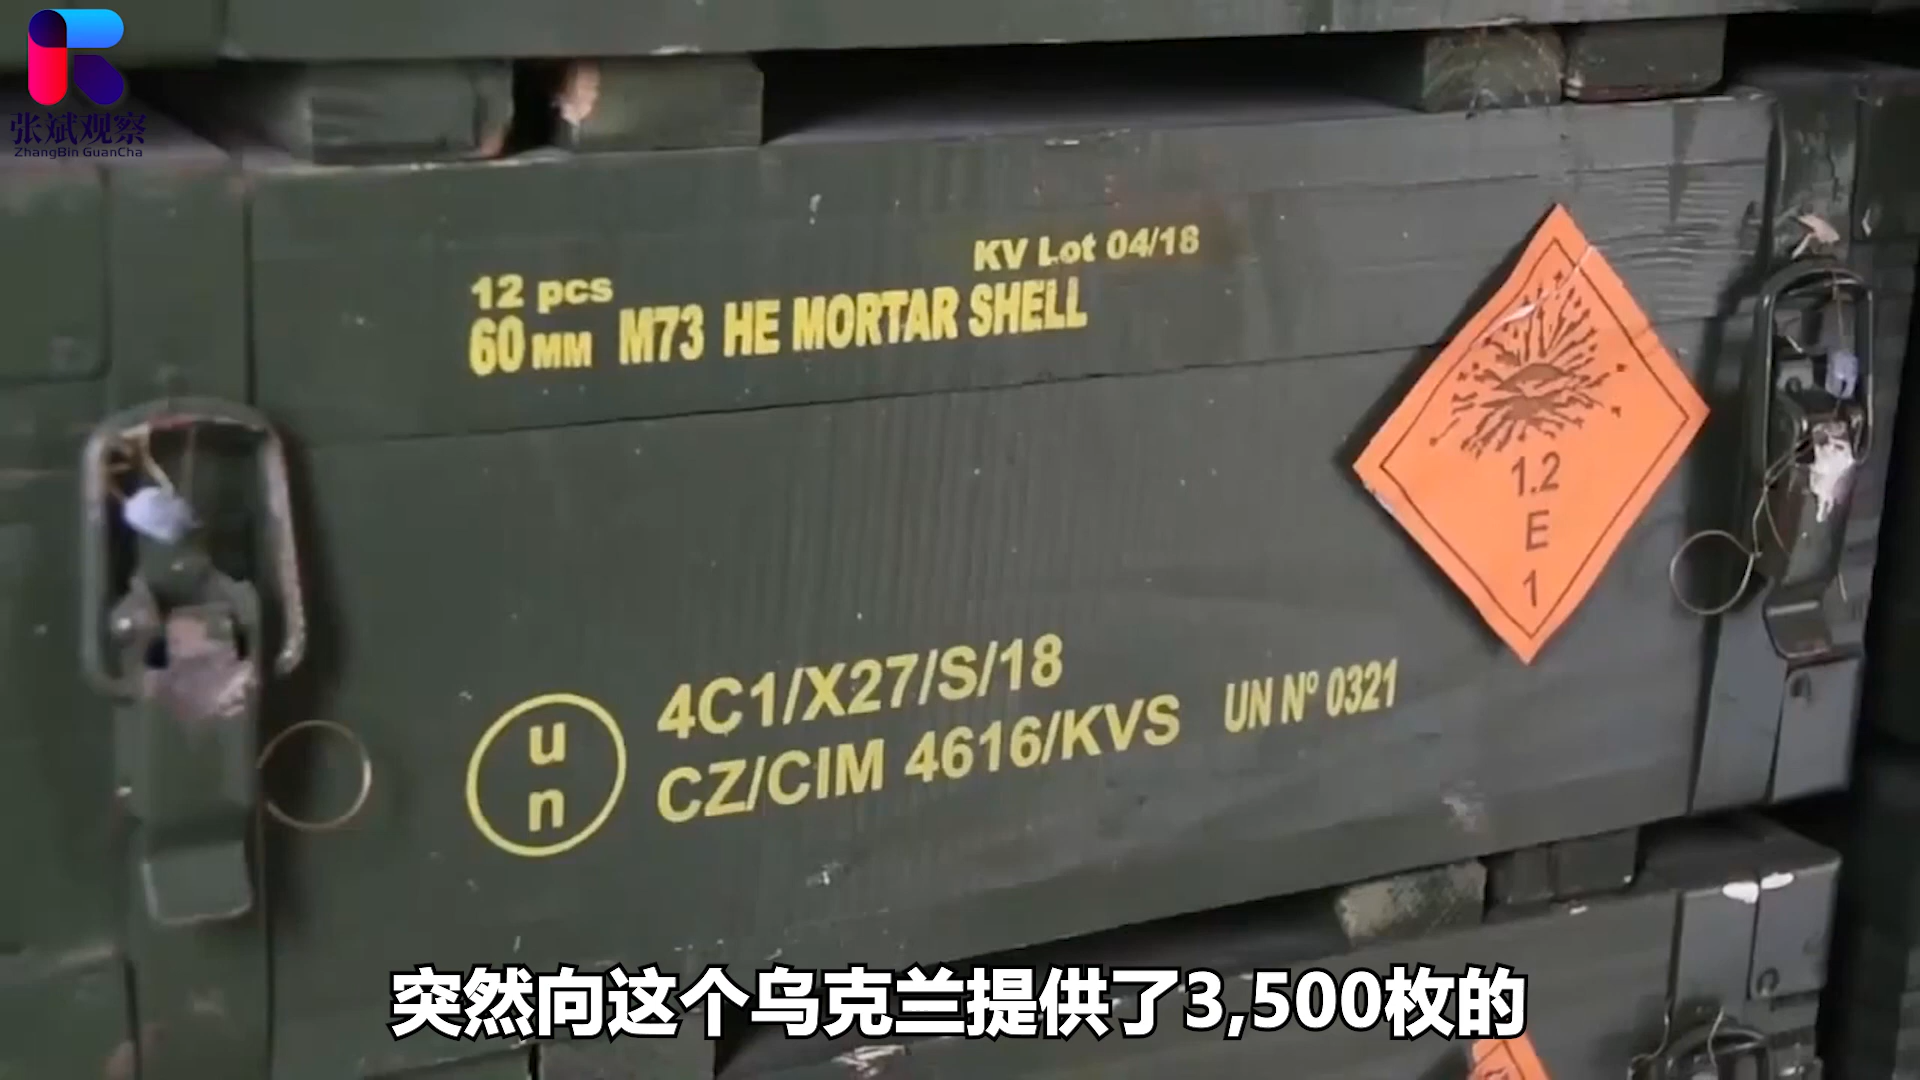 张斌观察
ZhangBin GuanCha
KV Lot 04/18
12 pcs
60MM M73 HE MORTAR SHELL
1.2
E
1
un
4C1/X27/S/18
CZ/CIM 4616/KVS UN Nº 0321
突然向这个乌克兰提供了3,500枚的